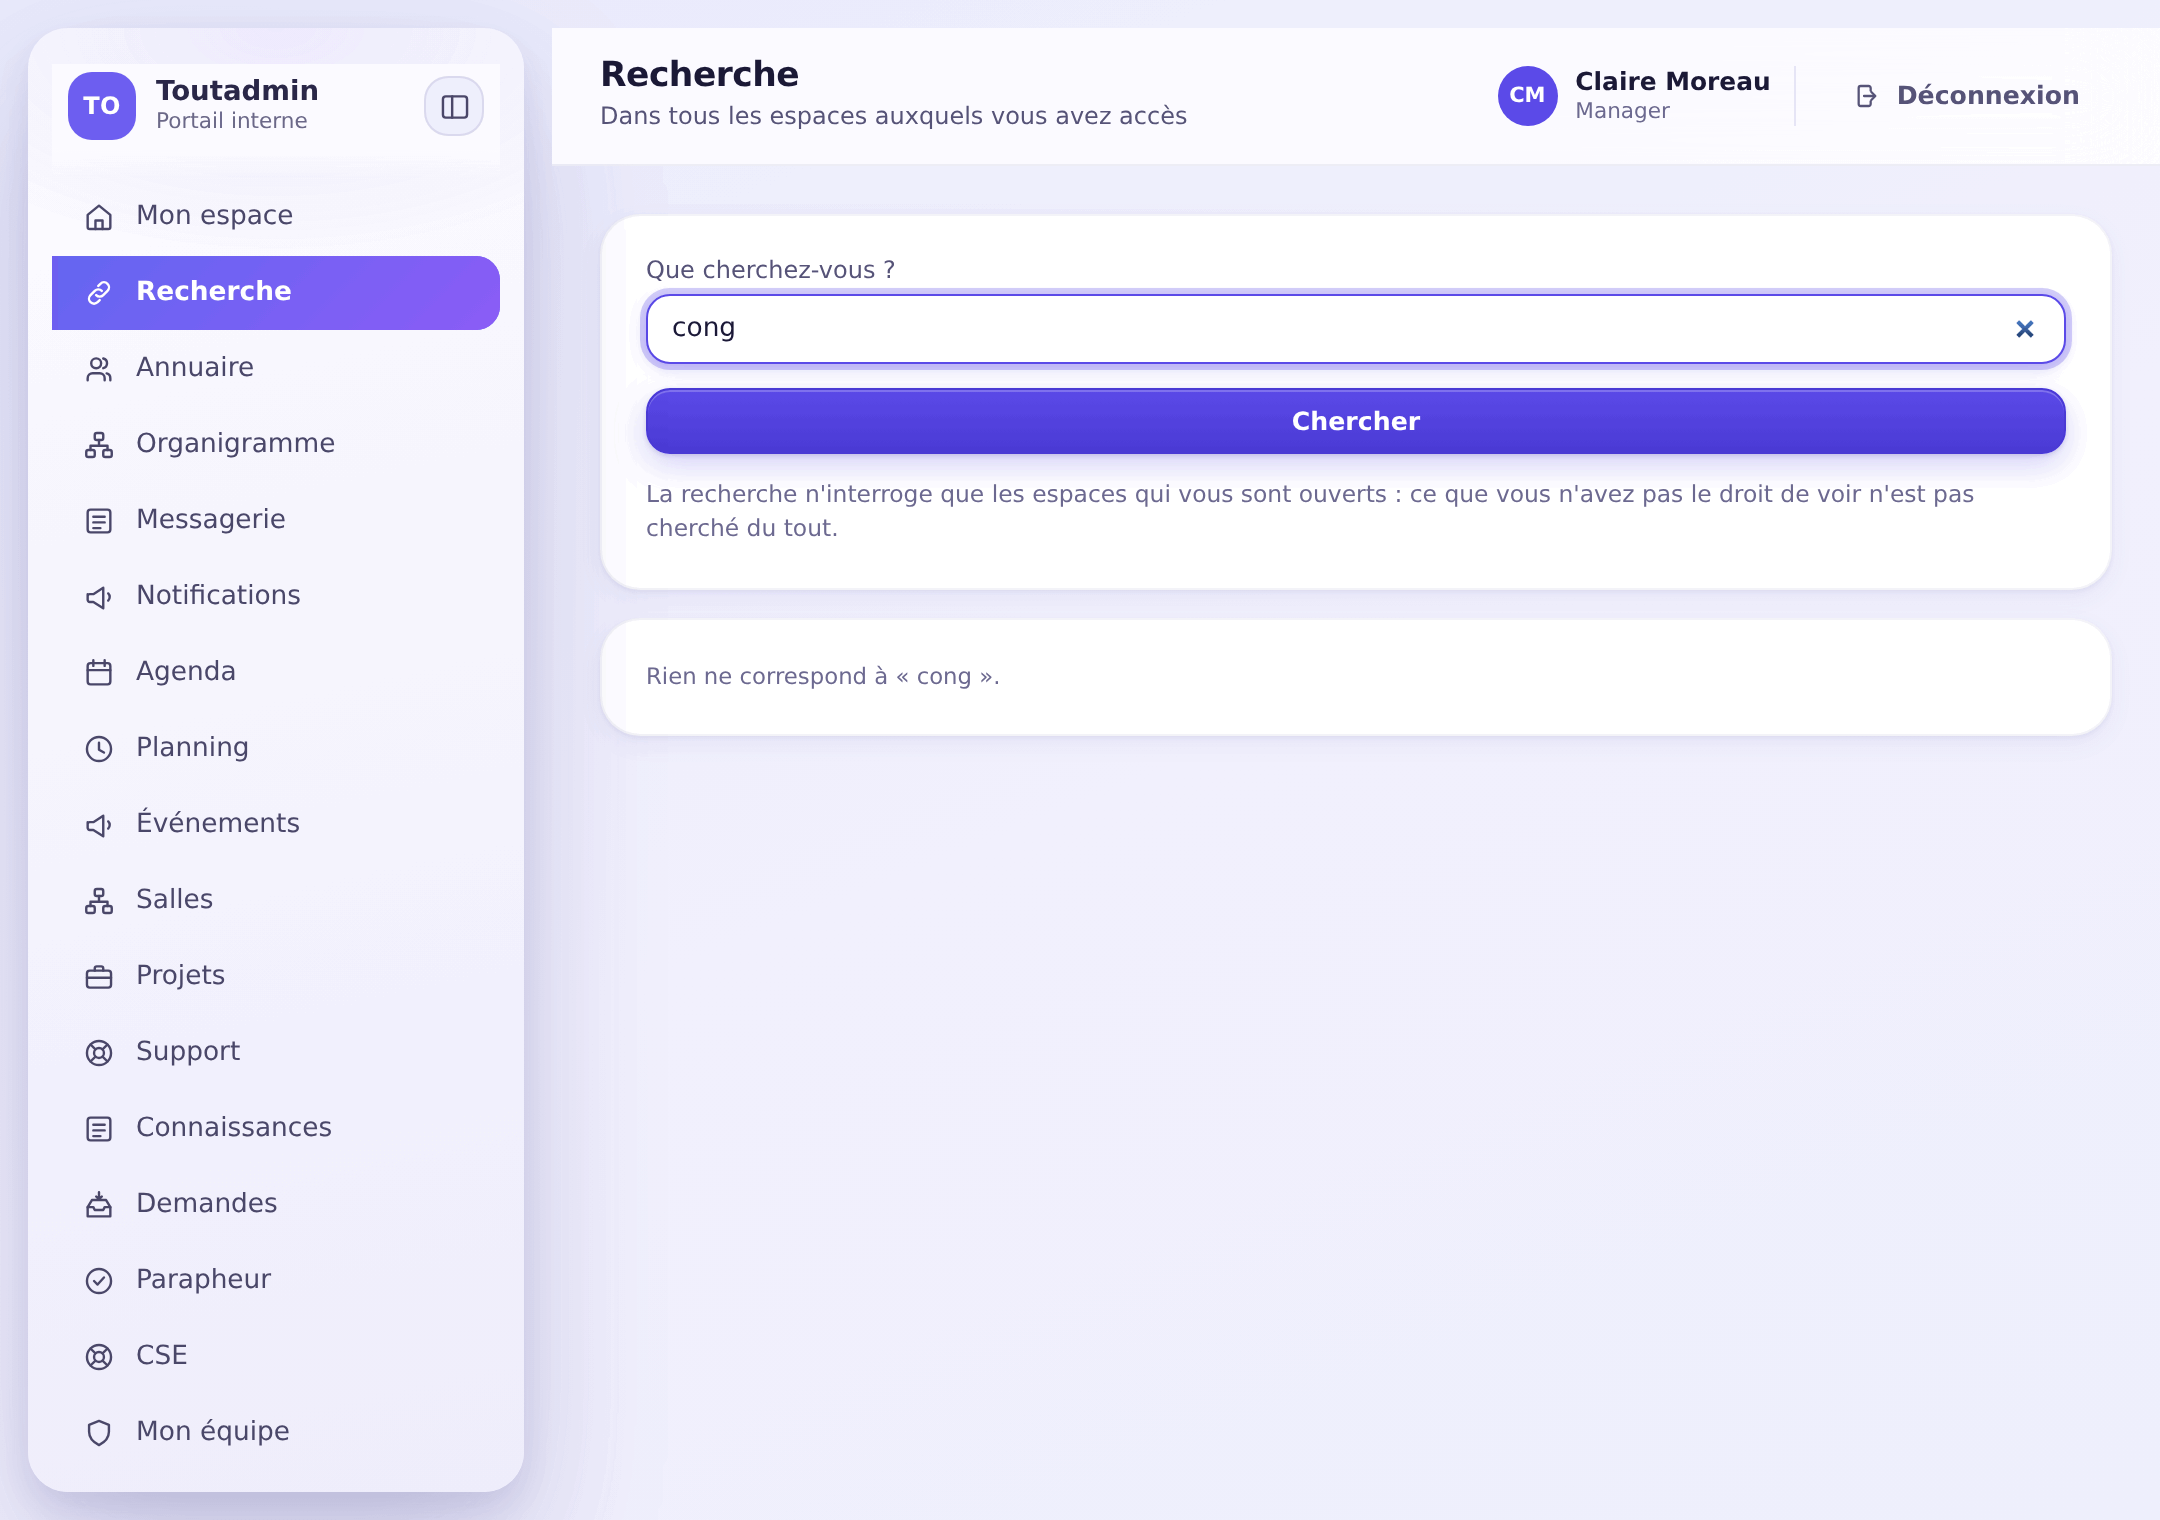 TO
Toutadmin
Portail interne
Mon espace
Recherche
Annuaire
Organigramme
Messagerie
Notifications
Agenda
Planning
Événements
Salles
Projets
Support
Connaissances
Demandes
Parapheur
CSE
Mon équipe
Recherche
Dans tous les espaces auxquels vous avez accès
CM
Claire Moreau
Manager
Déconnexion
Que cherchez-vous ?
cong
Chercher
La recherche n'interroge que les espaces qui vous sont ouverts : ce que vous n'avez pas le droit de voir n'est pas
cherché du tout.
Rien ne correspond à « cong ».